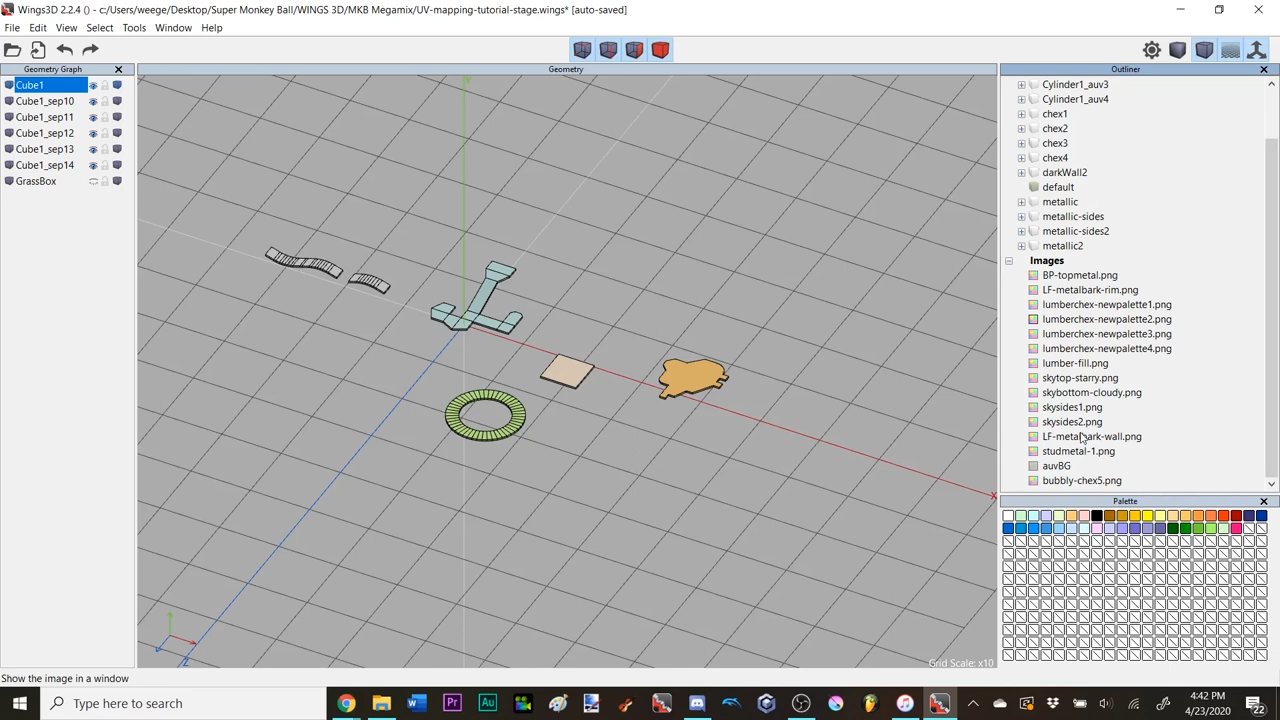 Wings3D 2.2.4 () - c:/Users/weege/Desktop/Super Monkey Ball/WINGS 3D/MKB Megamix/UV-mapping-tutorial-stage.wings* [auto-saved]
File Edit View Select Tools Window Help
Geometry Graph
Cube1
Cube1_sep10
Cube1_sep11
Cube1_sep12
Cube1_sep13
Cube1_sep14
GrassBox
Geometry
Y
X
Z
Grid Scale: x10
Outliner
Cylinder1_auv3
Cylinder1_auv4
chex1
chex2
chex3
chex4
darkWall2
default
metallic
metallic-sides
metallic-sides2
metallic2
Images
BP-topmetal.png
LF-metalbark-rim.png
lumberchex-newpalette1.png
lumberchex-newpalette2.png
lumberchex-newpalette3.png
lumberchex-newpalette4.png
lumber-fill.png
skytop-starry.png
skybottom-cloudy.png
skysides1.png
skysides2.png
LF-metalbark-wall.png
studmetal-1.png
auvBG
bubbly-chex5.png
Palette
Show the image in a window
Type here to search
W
Pr
Au
4:42 PM
4/23/2020
22